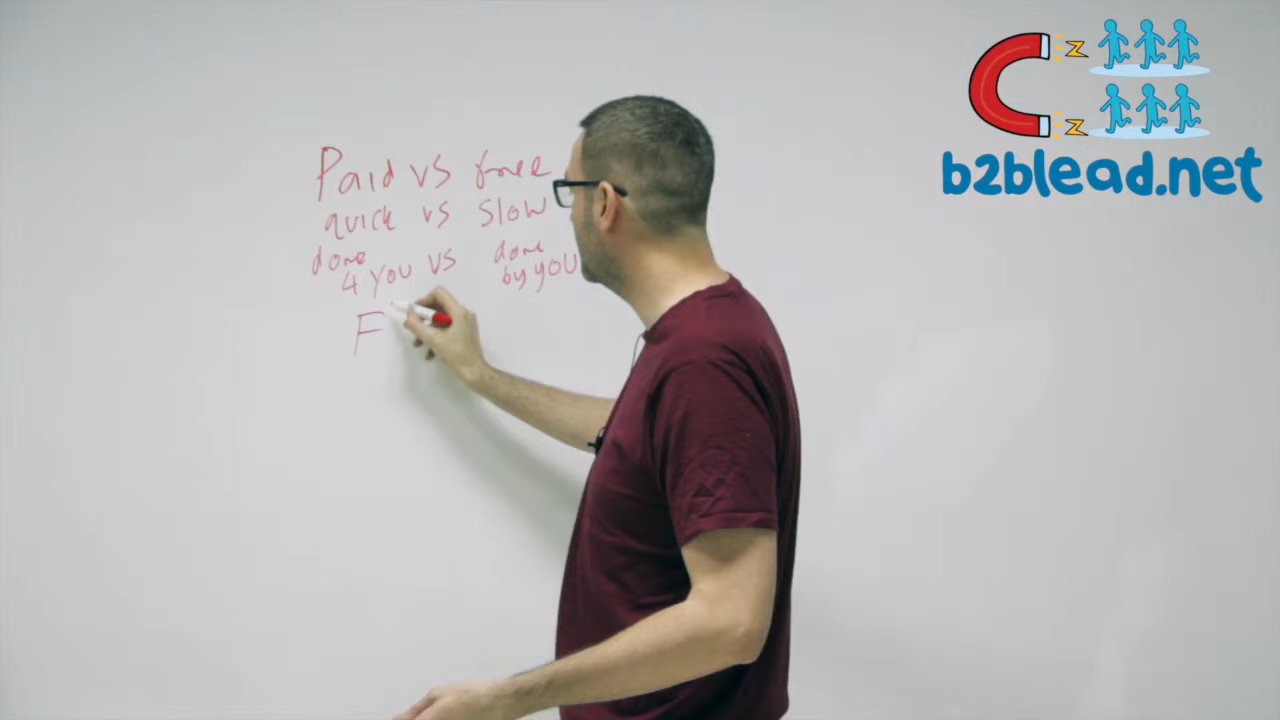 Paid vs free
quick vs slow
done 4 you vs done by you
F
b2blead.net